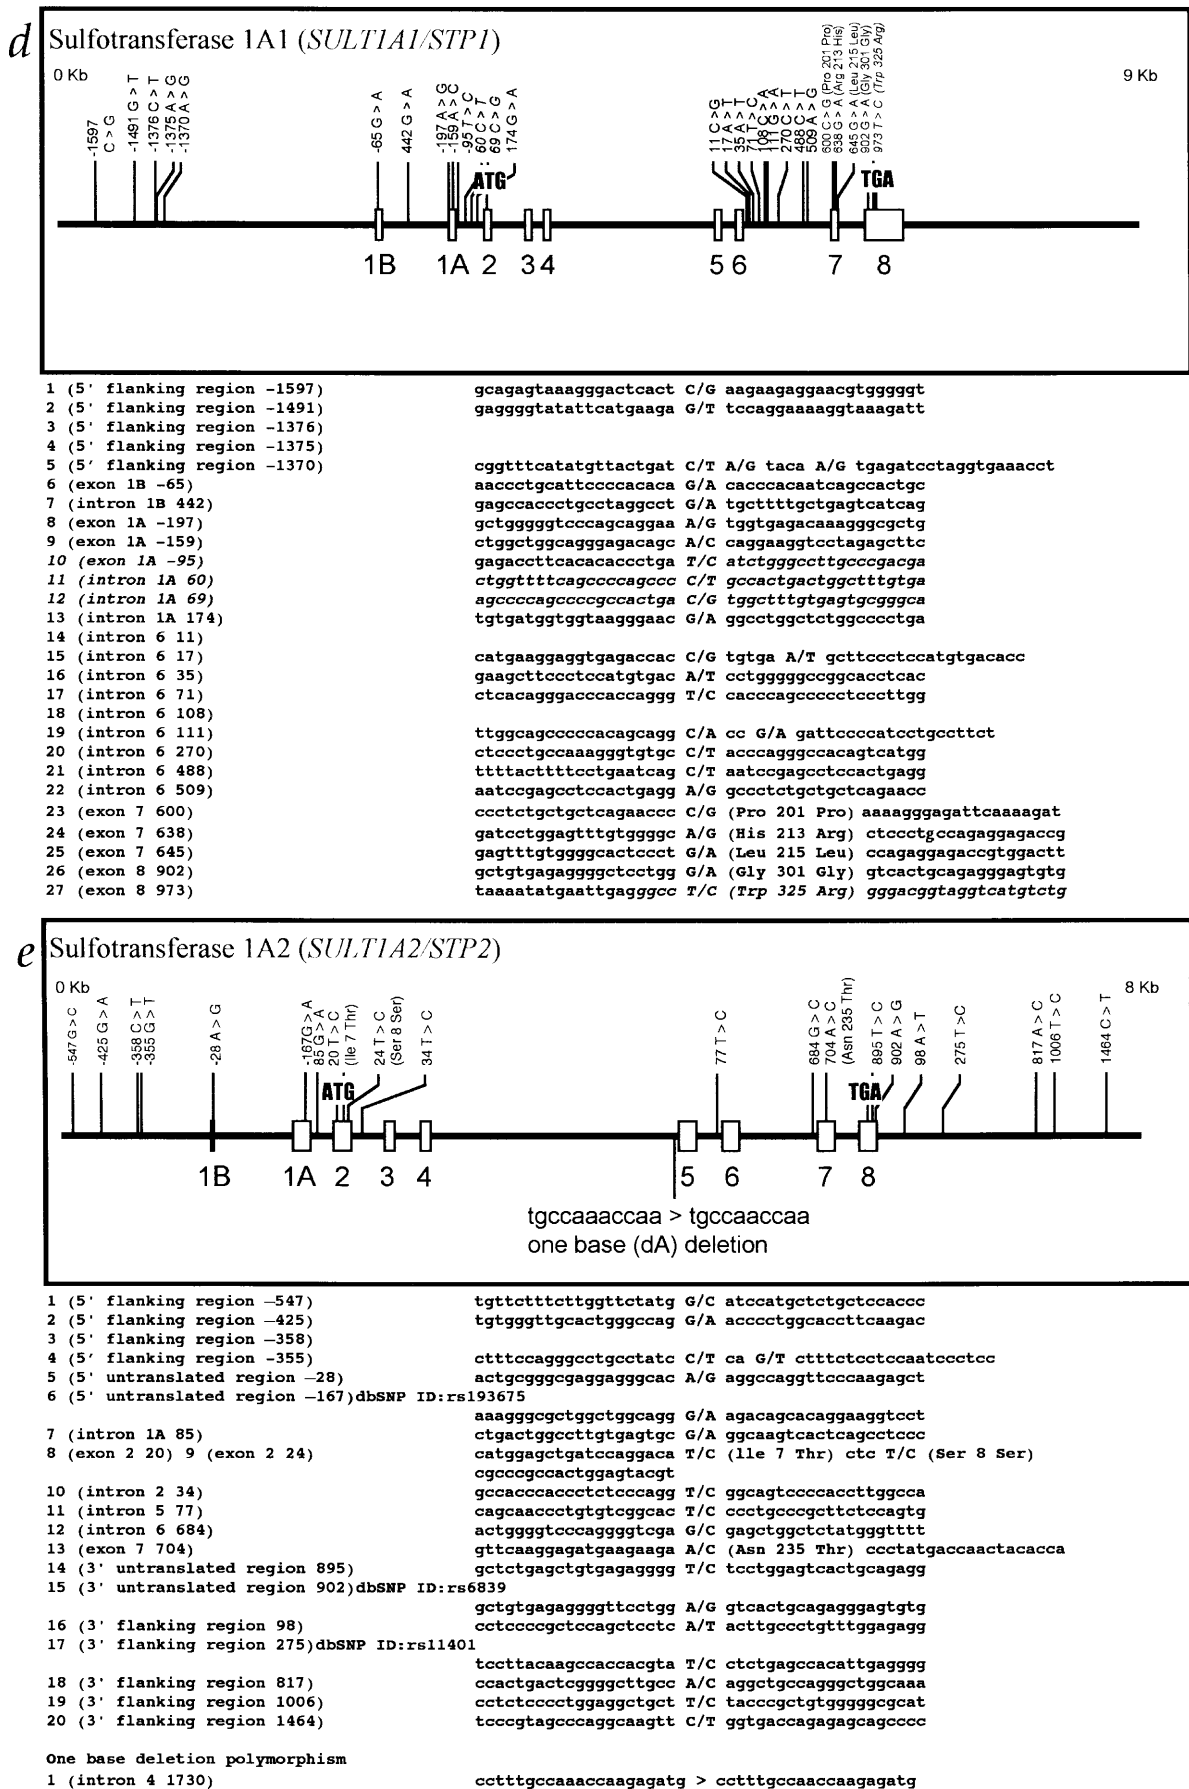 d
Sulfotransferase 1A1 (SULT1A1/STP1)
0 Kb
9 Kb
-1597 C > G
-1491 G > T
-1376 C > T
-1375 A > G
-1370 A > G
-65 G > A
442 G > A
-197 A > G
-159 A > C
-95 T > C
60 C > T
69 C > G
174 G > A
11 C > G
17 A > T
35 A > T
71 T > C
108 C > A
111 G > A
270 C > T
488 C > T
509 A > G
600 C > G (Pro 201 Pro)
638 G > A (Arg 213 His)
645 G > A (Leu 215 Leu)
902 G > A (Gly 301 Gly)
973 T > C (Trp 325 Arg)
ATG
TGA
1B 1A 2 3 4 5 6 7 8
1 (5' flanking region -1597) gcagagtaaagggactcact C/G aagaagaggaacgtgggggt
2 (5' flanking region -1491) gaggggtatattcatgaaga G/T tccaggaaaaggtaaagatt
3 (5' flanking region -1376)
4 (5' flanking region -1375)
5 (5' flanking region -1370) cggtttcatatgttactgat C/T A/G taca A/G tgagatcctaggtgaaacct
6 (exon 1B -65) aaccctgcattccccacaca G/A cacccacaatcagccactgc
7 (intron 1B 442) gagccaccctgcctaggcct G/A tgcttttgctgagtcatcag
8 (exon 1A -197) gctgggggtcccagcaggaa A/G tggtgagacaaagggcgctg
9 (exon 1A -159) ctggctggcagggagacagc A/C caggaaggtcctagagcttc
10 (exon 1A -95) gagaccttcacacaccctga T/C atctgggccttgcccgacga
11 (intron 1A 60) ctggttttcagccccagccc C/T gccactgactggctttgtga
12 (intron 1A 69) agccccagccccgccactga C/G tggctttgtgagtgcgggca
13 (intron 1A 174) tgtgatggtggtaagggaac G/A ggcctggctctggcccctga
14 (intron 6 11)
15 (intron 6 17) catgaaggaggtgagaccac C/G tgtga A/T gcttccctccatgtgacacc
16 (intron 6 35) gaagcttccctccatgtgac A/T cctgggggccggcacctcac
17 (intron 6 71) ctcacagggacccaccaggg T/C cacccagccccctcccttgg
18 (intron 6 108)
19 (intron 6 111) ttggcagcccccacagcagg C/A cc G/A gattccccatcctgccttct
20 (intron 6 270) ctccctgccaaagggtgtgc C/T acccagggccacagtcatgg
21 (intron 6 488) ttttacttttcctgaatcag C/T aatccgagcctccactgagg
22 (intron 6 509) aatccgagcctccactgagg A/G gccctctgctgctcagaacc
23 (exon 7 600) ccctctgctgctcagaaccc C/G (Pro 201 Pro) aaaagggagattcaaaagat
24 (exon 7 638) gatcctggagtttgtggggc A/G (His 213 Arg) ctccctgccagaggagaccg
25 (exon 7 645) gagtttgtggggcactccct G/A (Leu 215 Leu) ccagaggagaccgtggactt
26 (exon 8 902) gctgtgagaggggctcctgg G/A (Gly 301 Gly) gtcactgcagagggagtgtg
27 (exon 8 973) taaaatatgaattgagggcc T/C (Trp 325 Arg) gggacggtaggtcatgtctg
e
Sulfotransferase 1A2 (SULT1A2/STP2)
0 Kb
8 Kb
-547 G > C
-425 G > A
-358 C > T
-355 G > T
-28 A > G
-167G > A
85 G > A
20 T > C (Ile 7 Thr)
24 T > C (Ser 8 Ser)
34 T > C
77 T > C
684 G > C
704 A > C (Asn 235 Thr)
895 T > C
902 A > G
98 A > T
275 T >C
817 A > C
1006 T > C
1464 C > T
ATG
TGA
1B 1A 2 3 4 5 6 7 8
tgccaaaccaa > tgccaaccaa
one base (dA) deletion
1 (5' flanking region –547) tgttctttcttggttctatg G/C atccatgctctgctccaccc
2 (5' flanking region –425) tgtgggttgcactgggccag G/A acccctggcaccttcaagac
3 (5' flanking region –358)
4 (5' flanking region -355) ctttccagggcctgcctatc C/T ca G/T ctttctcctccaatccctcc
5 (5' untranslated region –28) actgcgggcgaggagggcac A/G aggccaggttcccaagagct
6 (5' untranslated region –167)dbSNP ID:rs193675
aaagggcgctggctggcagg G/A agacagcacaggaaggtcct
7 (intron 1A 85) ctgactggccttgtgagtgc G/A ggcaagtcactcagcctccc
8 (exon 2 20) 9 (exon 2 24) catggagctgatccaggaca T/C (Ile 7 Thr) ctc T/C (Ser 8 Ser)
cgcccgccactggagtacgt
10 (intron 2 34) gccacccaccctctcccagg T/C ggcagtccccaccttggcca
11 (intron 5 77) cagcaaccctgtgtcggcac T/C ccctgcccgcttctccagtg
12 (intron 6 684) actggggtcccaggggtcga G/C gagctggctctatgggtttt
13 (exon 7 704) gttcaaggagatgaagaaga A/C (Asn 235 Thr) ccctatgaccaactacacca
14 (3' untranslated region 895) gctctgagctgtgagagggg T/C tcctggagtcactgcagagg
15 (3' untranslated region 902)dbSNP ID:rs6839
gctgtgagaggggttcctgg A/G gtcactgcagagggagtgtg
16 (3' flanking region 98) cctccccgctccagctcctc A/T acttgccctgtttggagagg
17 (3' flanking region 275)dbSNP ID:rs11401
tccttacaagccaccacgta T/C ctctgagccacattgagggg
18 (3' flanking region 817) ccactgactcggggcttgcc A/C aggctgccagggctggcaaa
19 (3' flanking region 1006) cctctcccctggaggctgct T/C tacccgctgtgggggcgcat
20 (3' flanking region 1464) tcccgtagcccaggcaagtt C/T ggtgaccagagagcagcccc
One base deletion polymorphism
1 (intron 4 1730) cctttgccaaaccaagagatg > cctttgccaaccaagagatg